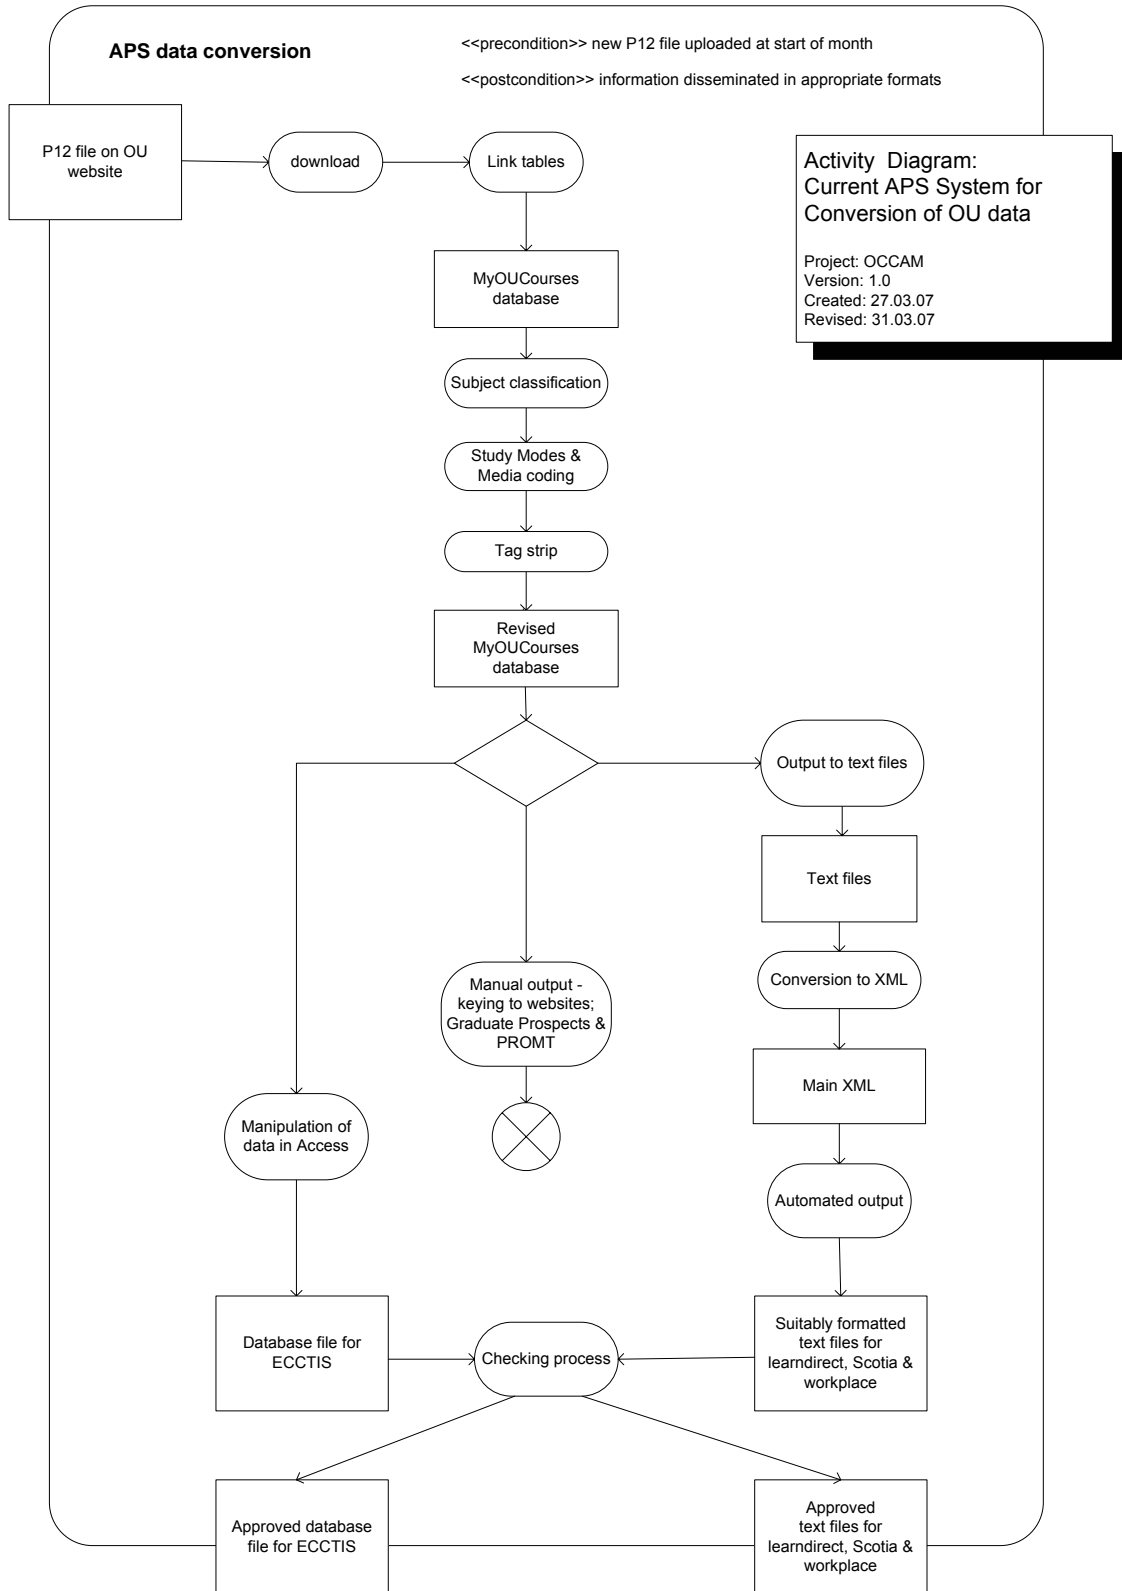 APS data conversion
<<precondition>> new P12 file uploaded at start of month
<<postcondition>> information disseminated in appropriate formats
P12 file on OU
website
download
Link tables
Activity Diagram:
Current APS System for
Conversion of OU data
Project: OCCAM
Version: 1.0
Created: 27.03.07
Revised: 31.03.07
MyOUCourses
database
Subject classification
Study Modes &
Media coding
Tag strip
Revised
MyOUCourses
database
Output to text files
Text files
Conversion to XML
Manual output -
keying to websites;
Graduate Prospects &
PROMT
Main XML
Manipulation of
data in Access
Automated output
Database file for
ECCTIS
Checking process
Suitably formatted
text files for
learndirect, Scotia &
workplace
Approved database
file for ECCTIS
Approved
text files for
learndirect, Scotia &
workplace